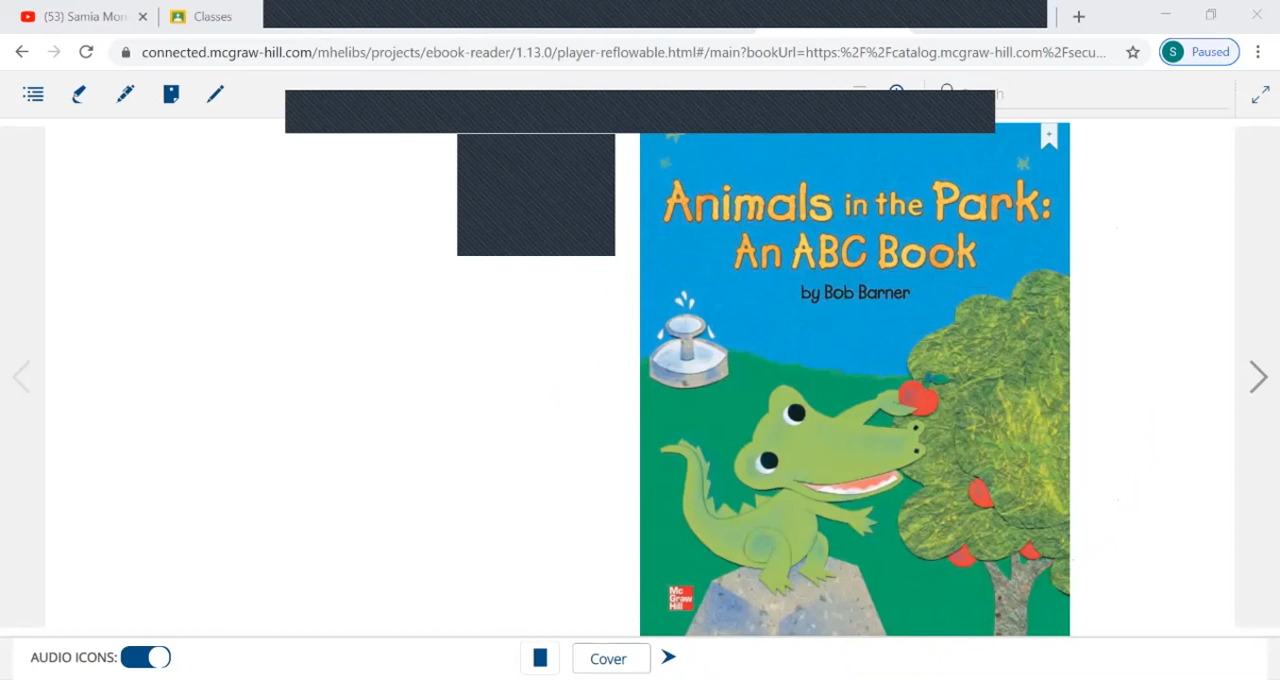 (53) Samia Mon
Classes
connected.mcgraw-hill.com/mhelibs/projects/ebook-reader/1.13.0/player-reflowable.html#/main?bookUrl=https:%2F%2Fcatalog.mcgraw-hill.com%2Fsecu...
S Paused
Animals in the Park:
An ABC Book
by Bob Barner
Mc
Graw
Hill
AUDIO ICONS:
Cover